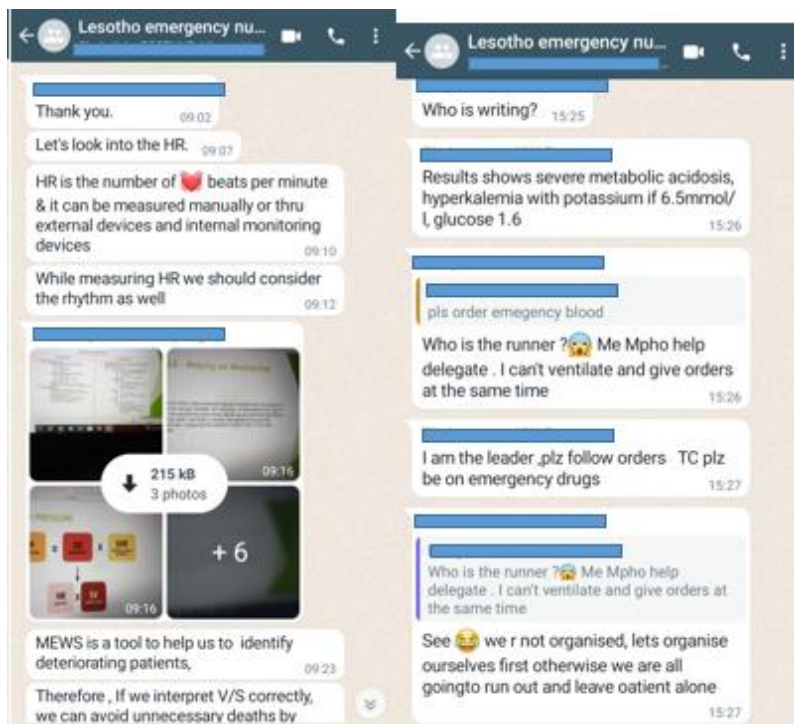 Lesotho emergency nu...
Thank you.
09:02
Let's look into the HR. 09:07
HR is the number of ❤️ beats per minute
& it can be measured manually or thru
external devices and internal monitoring
devices
09:10
While measuring HR we should consider
the rhythm as well
09:12
215 kB
3 photos
09:16
+ 6
09:16
MEWS is a tool to help us to identify
deteriorating patients,
09:23
Therefore , If we interpret V/S correctly,
we can avoid unnecessary deaths by
Lesotho emergency nu...
Who is writing? 15:25
Results shows severe metabolic acidosis,
hyperkalemia with potassium if 6.5mmol/
l, glucose 1.6
15:26
pls order emegency blood
Who is the runner ?😱 Me Mpho help
delegate . I can't ventilate and give orders
at the same time
15:26
I am the leader ,plz follow orders TC plz
be on emergency drugs
15:27
Who is the runner ?😱 Me Mpho help
delegate . I can't ventilate and give orders at
the same time
See 😂 we r not organised, lets organise
ourselves first otherwise we are all
goingto run out and leave oatient alone
15:27